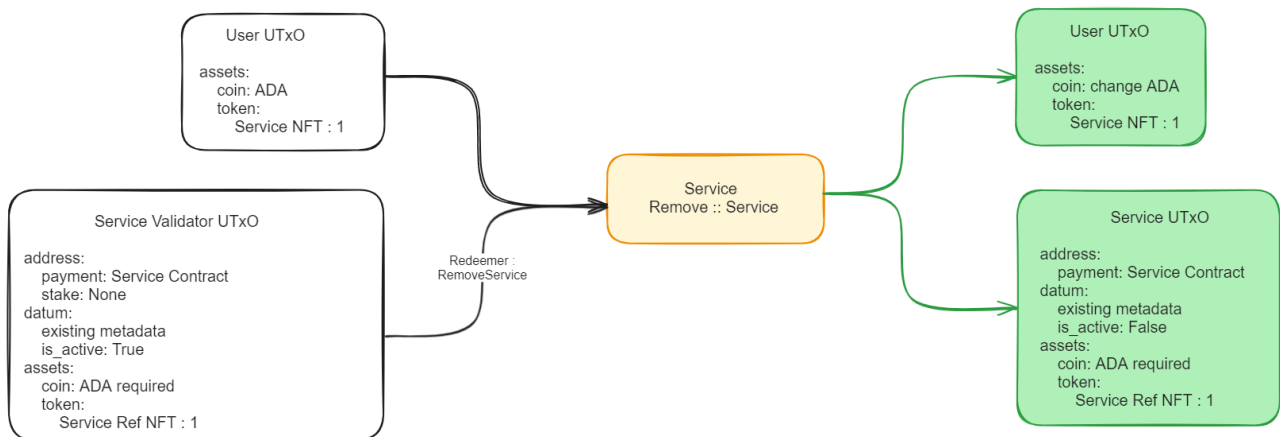 User UTxO
assets:
coin: ADA
token:
Service NFT : 1
Service Validator UTxO
address:
payment: Service Contract
stake: None
datum:
existing metadata
is_active: True
assets:
coin: ADA required
token:
Service Ref NFT : 1
Redeemer :
RemoveService
Service
Remove :: Service
User UTxO
assets:
coin: change ADA
token:
Service NFT : 1
Service UTxO
address:
payment: Service Contract
datum:
existing metadata
is_active: False
assets:
coin: ADA required
token:
Service Ref NFT : 1